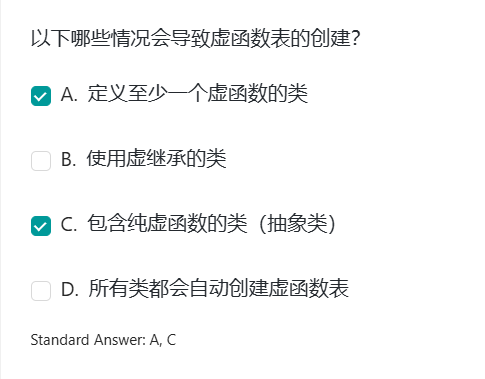 以下哪些情况会导致虚函数表的创建？
A. 定义至少一个虚函数的类
B. 使用虚继承的类
C. 包含纯虚函数的类（抽象类）
D. 所有类都会自动创建虚函数表
Standard Answer: A, C